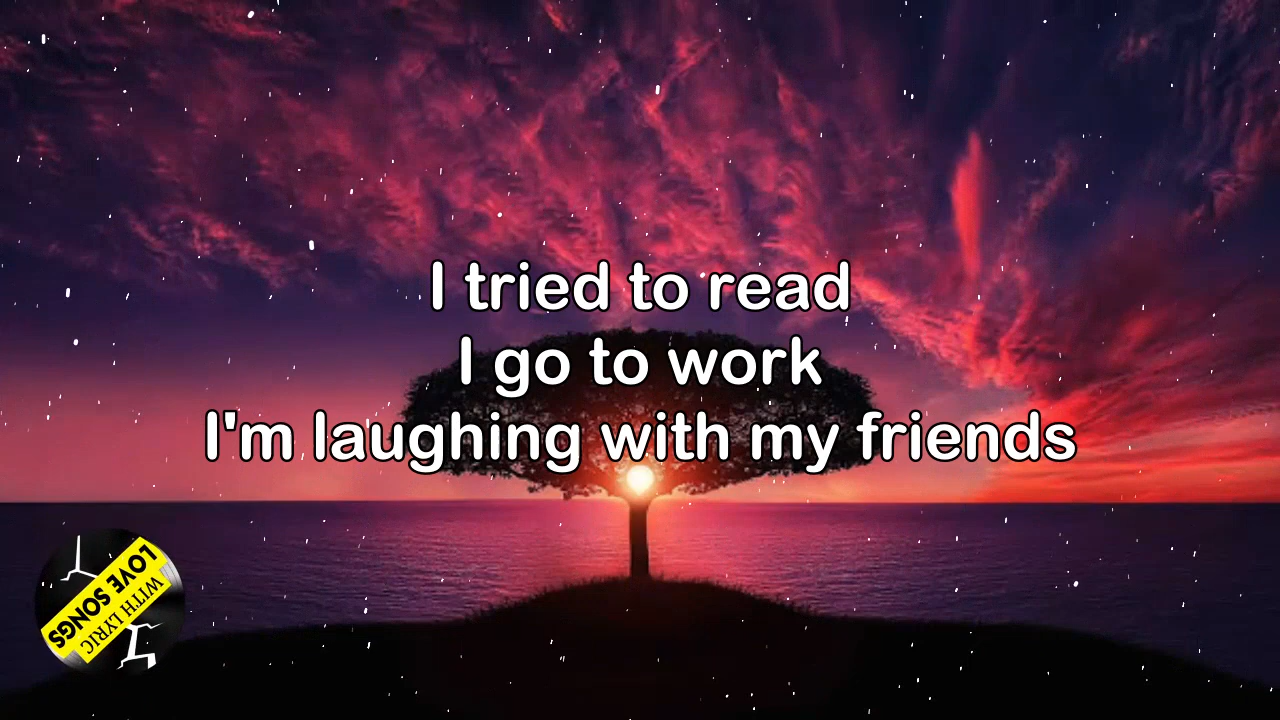 I tried to read
I go to work
I'm laughing with my friends
LOVE SONGS
WITH LYRIC